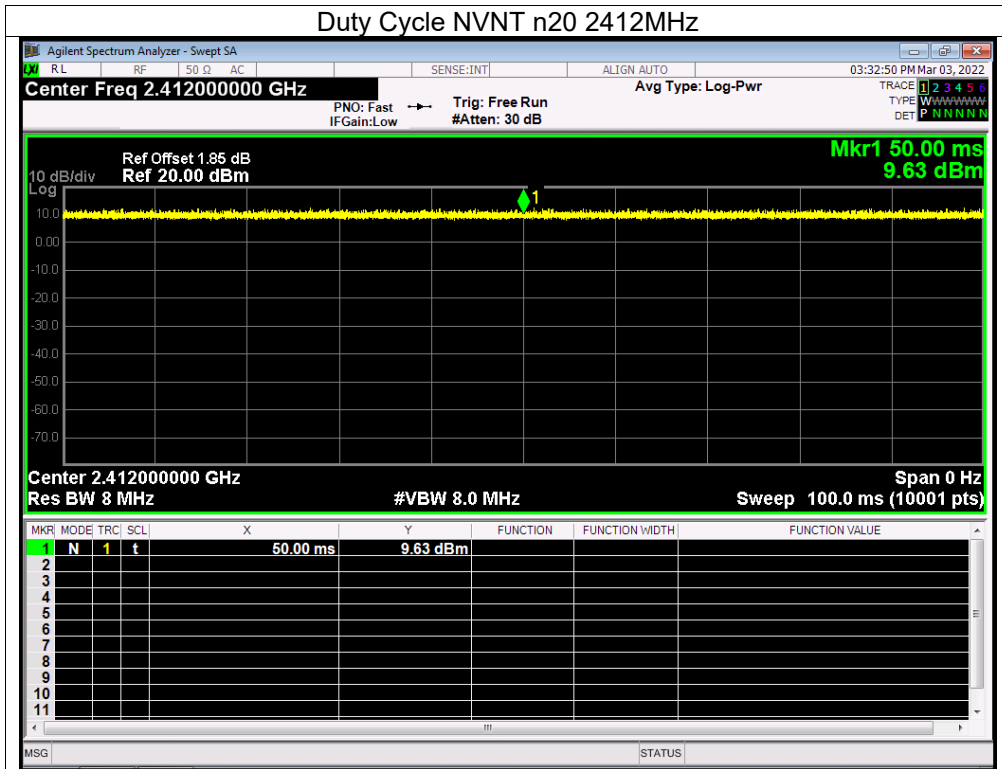 Duty Cycle NVNT n20 2412MHz
Agilent Spectrum Analyzer - Swept SA
LXI RL RF 50 Ω AC SENSE:INT ALIGN AUTO 03:32:50 PM Mar 03, 2022
Center Freq 2.412000000 GHz Avg Type: Log-Pwr TRACE 1 2 3 4 5 6
PNO: Fast Trig: Free Run TYPE WWWWWWW
IFGain:Low #Atten: 30 dB DET P N N N N N
Mkr1 50.00 ms
9.63 dBm
Ref Offset 1.85 dB
10 dB/div Ref 20.00 dBm
Log
1
10.0
0.00
-10.0
-20.0
-30.0
-40.0
-50.0
-60.0
-70.0
Center 2.412000000 GHz Span 0 Hz
Res BW 8 MHz #VBW 8.0 MHz Sweep 100.0 ms (10001 pts)
MKR MODE TRC SCL X Y FUNCTION FUNCTION WIDTH FUNCTION VALUE
1 N 1 t 50.00 ms 9.63 dBm
2
3
4
5
6
7
8
9
10
11
MSG STATUS